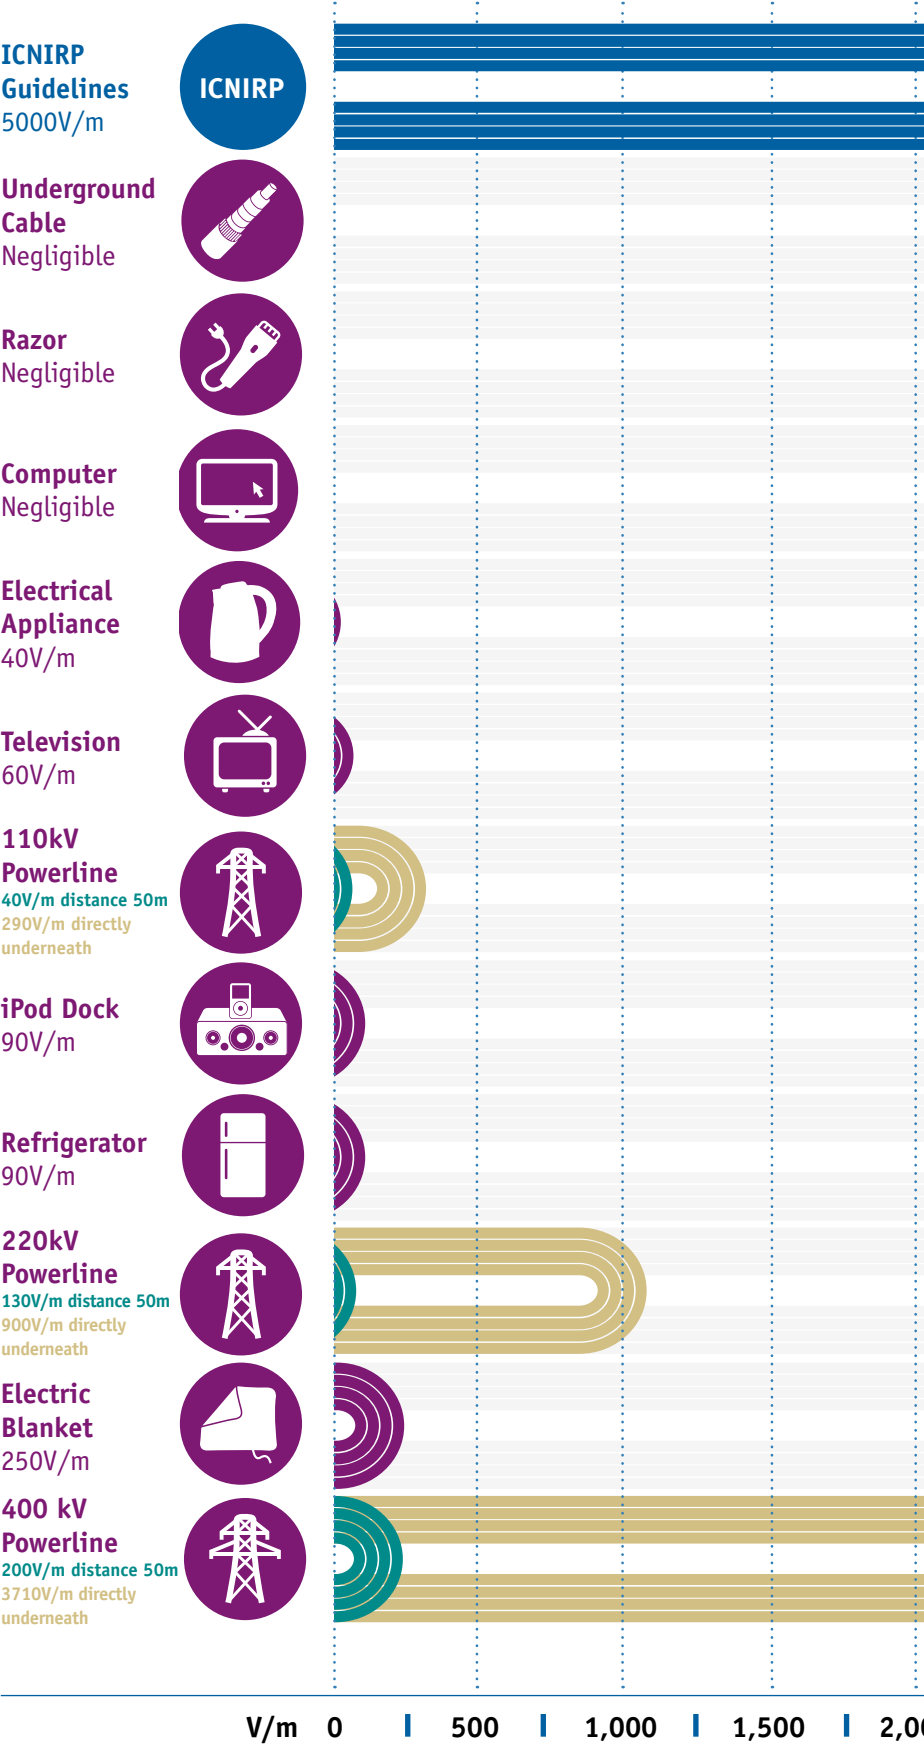 ICNIRP
Guidelines
5000V/m
ICNIRP
Underground
Cable
Negligible
Razor
Negligible
Computer
Negligible
Electrical
Appliance
40V/m
Television
60V/m
110kV
Powerline
40V/m distance 50m
290V/m directly
underneath
iPod Dock
90V/m
Refrigerator
90V/m
220kV
Powerline
130V/m distance 50m
900V/m directly
underneath
Electric
Blanket
250V/m
400 kV
Powerline
200V/m distance 50m
3710V/m directly
underneath
V/m 0 500 1,000 1,500